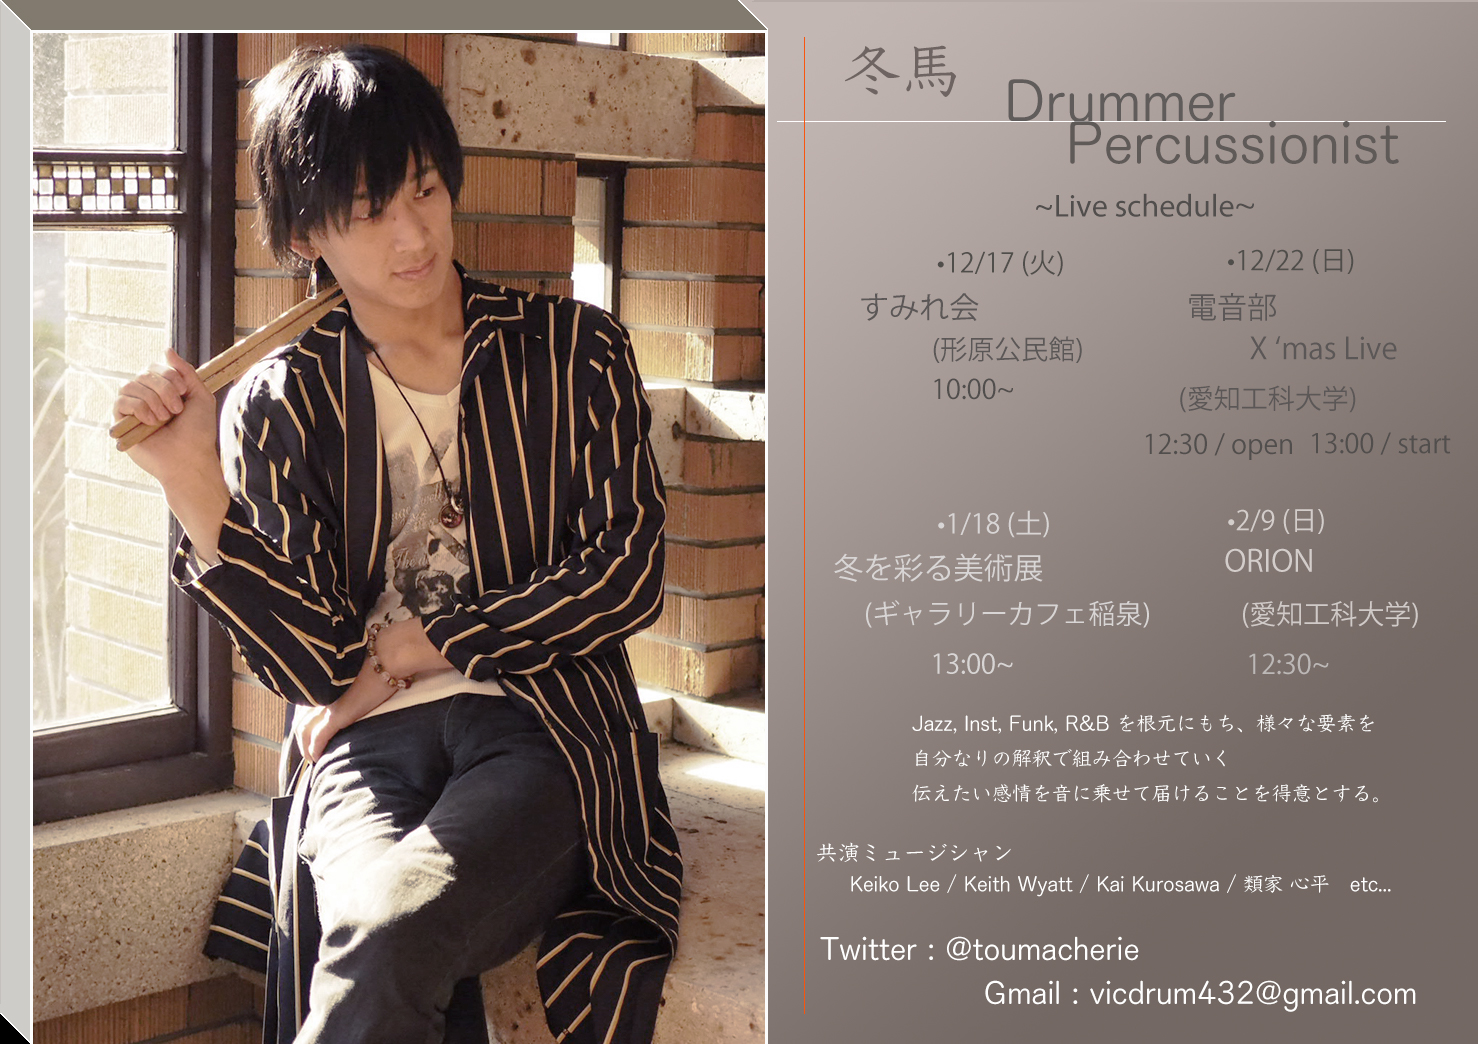 冬馬
Drummer
Percussionist
~Live schedule~
•12/17 (火)
すみれ会
(形原公民館)
10:00~
•12/22 (日)
電音部
X ‘mas Live
(愛知工科大学)
12:30 / open 13:00 / start
•1/18 (土)
冬を彩る美術展
(ギャラリーカフェ稲泉)
13:00~
•2/9 (日)
ORION
(愛知工科大学)
12:30~
Jazz, Inst, Funk, R&B を根元にもち、様々な要素を
自分なりの解釈で組み合わせていく
伝えたい感情を音に乗せて届けることを得意とする。
共演ミュージシャン
Keiko Lee / Keith Wyatt / Kai Kurosawa / 類家 心平 etc...
Twitter : @toumacherie
Gmail : vicdrum432@gmail.com